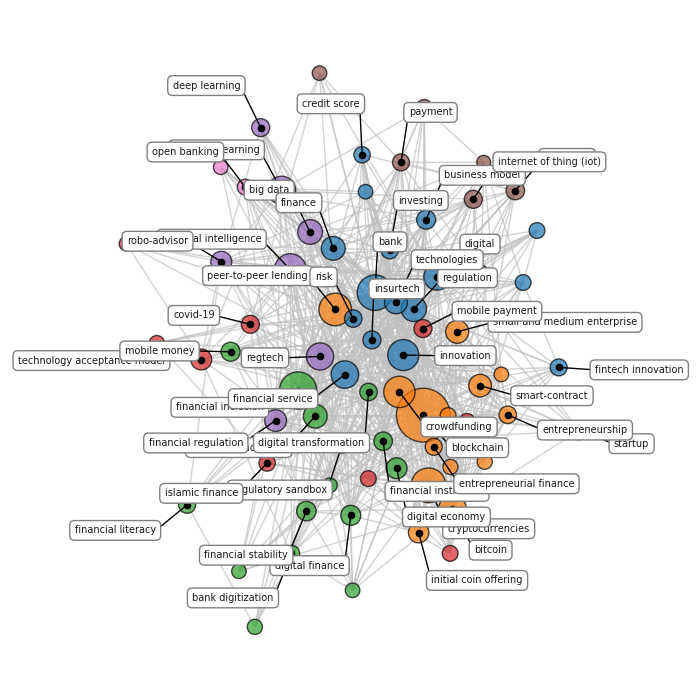 deep learning
credit score
payment
open banking
earning
internet of thing (iot)
business model
big data
finance
investing
robo-advisor
al intelligence
bank
digital
technologies
peer-to-peer lending
risk
regulation
insurtech
covid-19
mobile payment
small and medium enterprise
mobile money
technology acceptance model
regtech
innovation
fintech innovation
financial service
smart-contract
financial
crowdfunding
entrepreneurship
financial regulation
digital transformation
startup
blockchain
islamic finance
gulatory sandbox
financial inst
entrepreneurial finance
digital economy
cryptocurrencies
financial literacy
financial stability
bitcoin
digital finance
initial coin offering
bank digitization